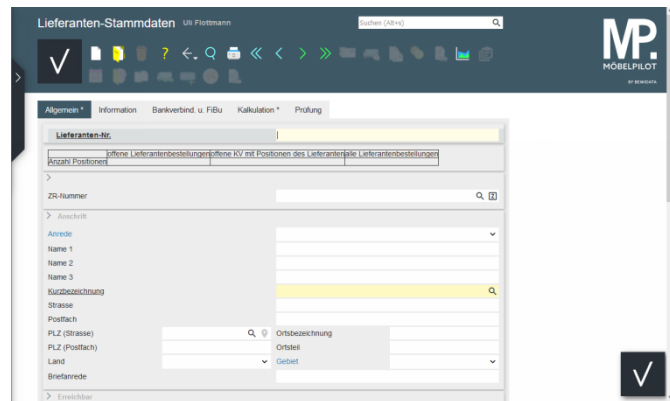 Lieferanten-Stammdaten Uli Flottmann Suchen (Alt+s)
MP.
MÖBELPILOT
BY BEMIDATA
Allgemein * Information Bankverbind. u. FiBu Kalkulation * Prüfung
Lieferanten-Nr.
offene Lieferantenbestellungen offene KV mit Positionen des Lieferanten alle Lieferantenbestellungen
Anzahl Positionen
ZR-Nummer
Anschrift
Anrede
Name 1
Name 2
Name 3
Kurzbezeichnung
Strasse
Postfach
PLZ (Strasse) Ortsbezeichnung
PLZ (Postfach) Ortsteil
Land Gebiet
Briefanrede
Erreichbar